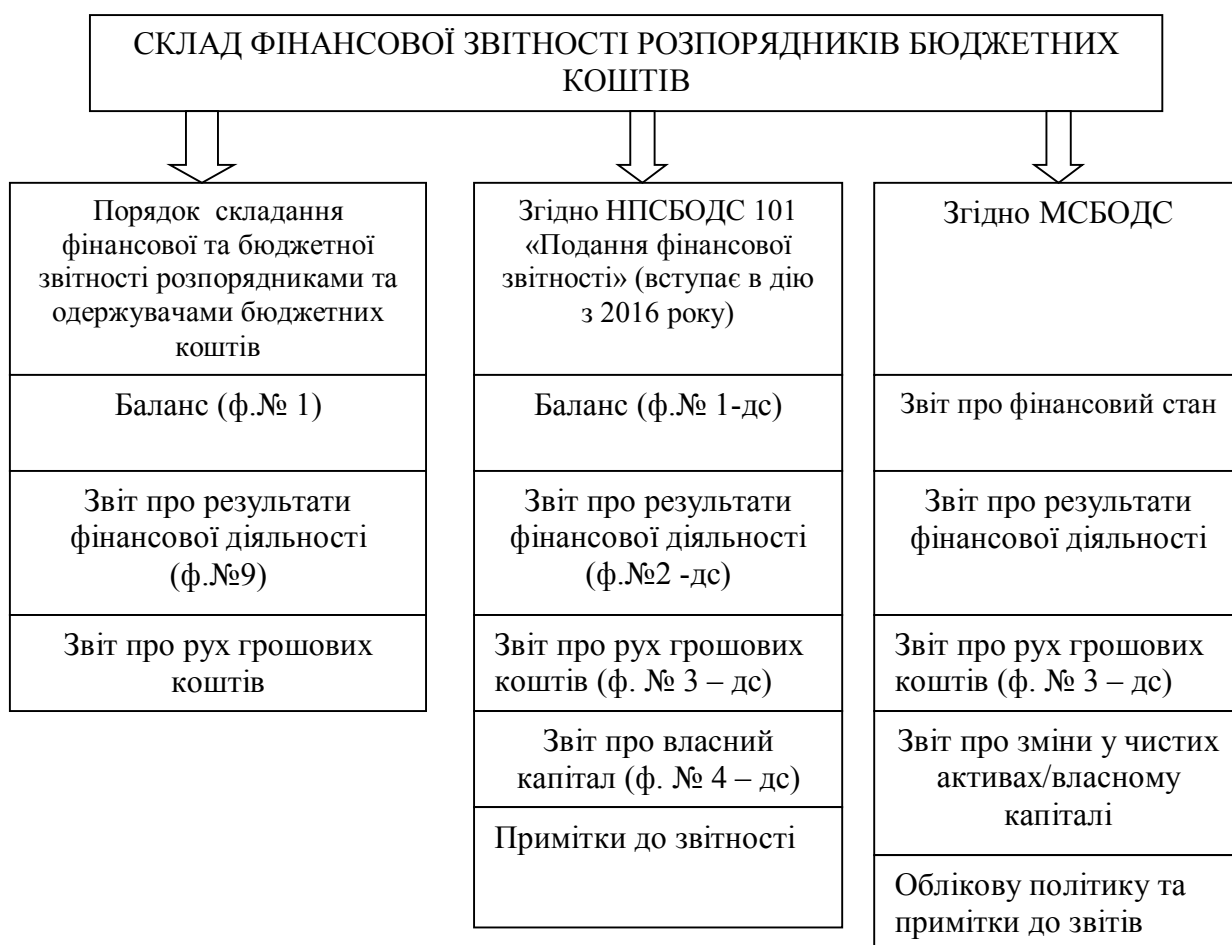 СКЛАД ФІНАНСОВОЇ ЗВІТНОСТІ РОЗПОРЯДНИКІВ БЮДЖЕТНИХ
КОШТІВ
Порядок складання
фінансової та бюджетної
звітності розпорядниками та
одержувачами бюджетних
коштів
Баланс (ф.№ 1)
Звіт про результати
фінансової діяльності
(ф.№9)
Звіт про рух грошових
коштів
Згідно НПСБОДС 101
«Подання фінансової
звітності» (вступає в дію
з 2016 року)
Баланс (ф.№ 1-дс)
Звіт про результати
фінансової діяльності
(ф.№2 -дс)
Звіт про рух грошових
коштів (ф. № 3 – дс)
Звіт про власний
капітал (ф. № 4 – дс)
Примітки до звітності
Згідно МСБОДС
Звіт про фінансовий стан
Звіт про результати
фінансової діяльності
Звіт про рух грошових
коштів (ф. № 3 – дс)
Звіт про зміни у чистих
активах/власному
капіталі
Облікову політику та
примітки до звітів